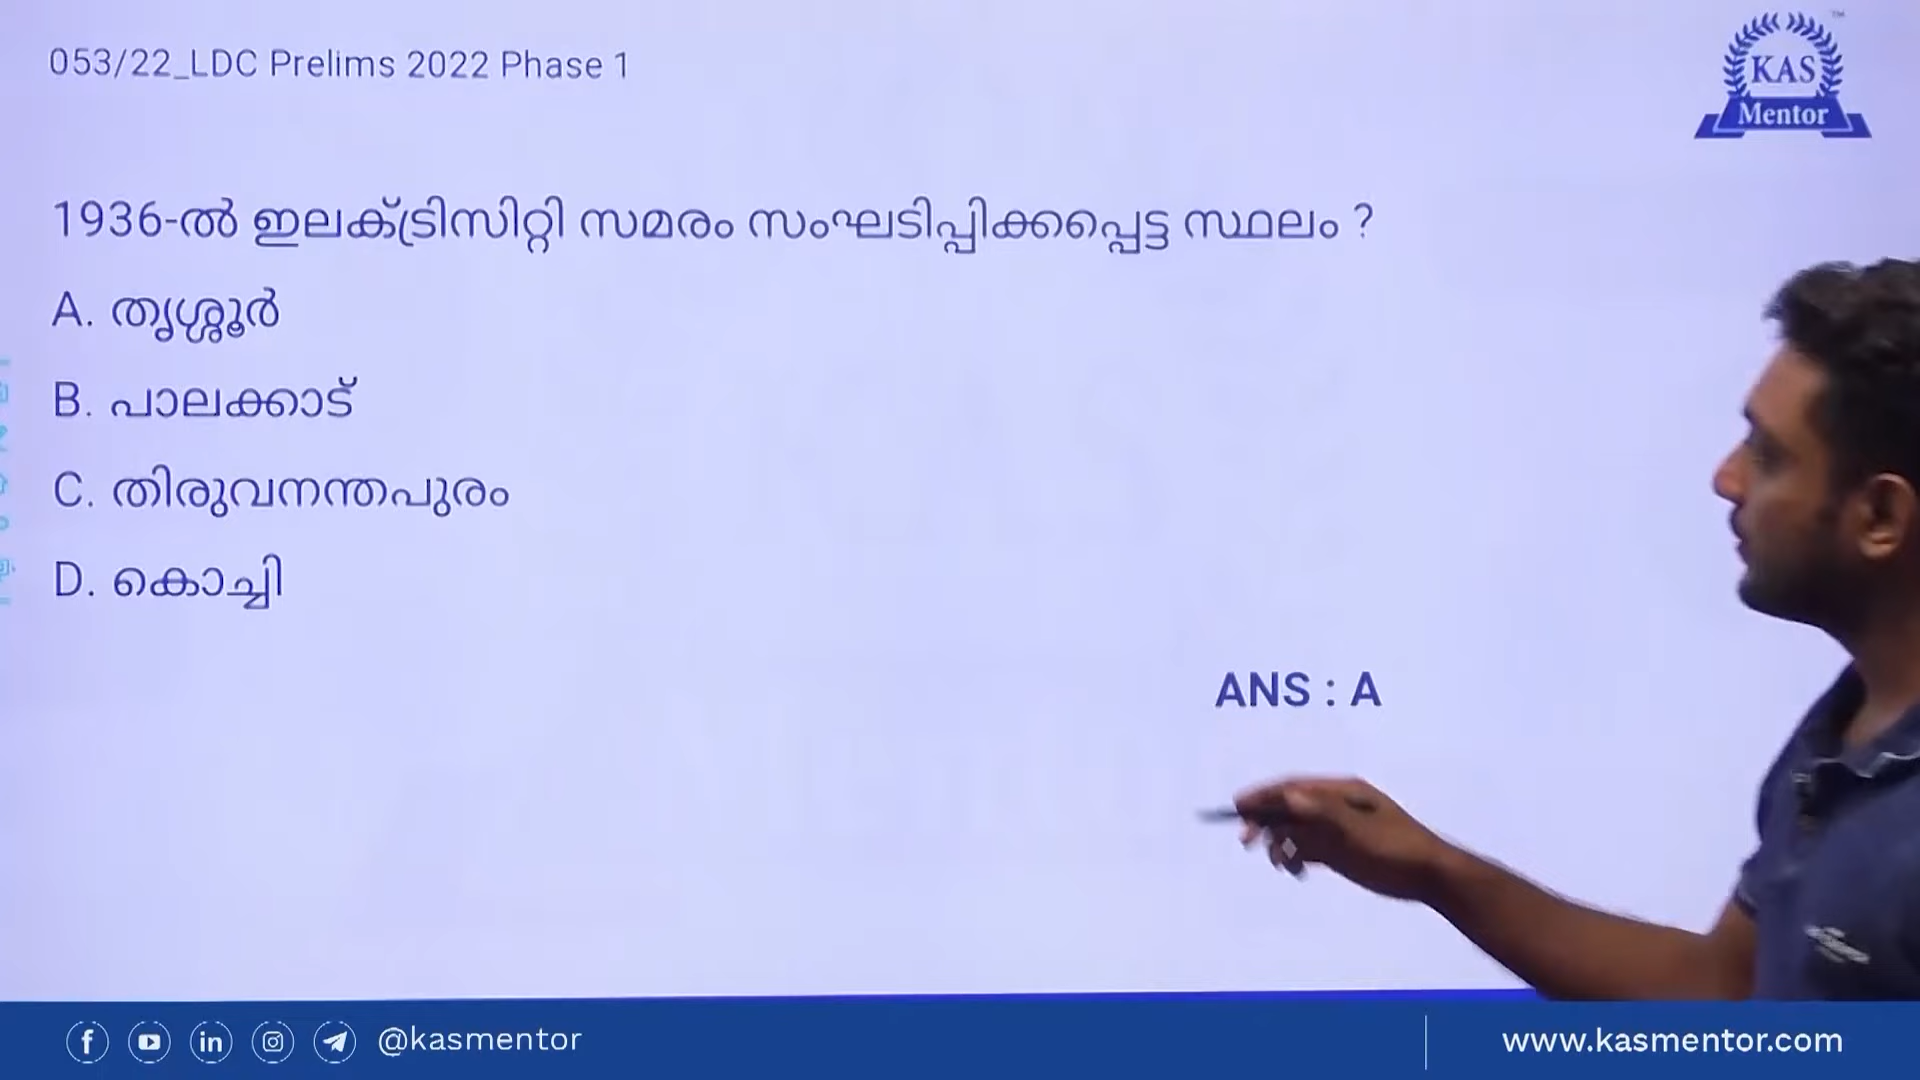 053/22_LDC Prelims 2022 Phase 1
KAS
Mentor
1936-ൽ ഇലക്ട്രിസിറ്റി സമരം സംഘടിപ്പിക്കപ്പെട്ട സ്ഥലം ?
A. തൃശ്ശൂർ
B. പാലക്കാട്
C. തിരുവനന്തപുരം
D. കൊച്ചി
ANS : A
@kasmentor
www.kasmentor.com